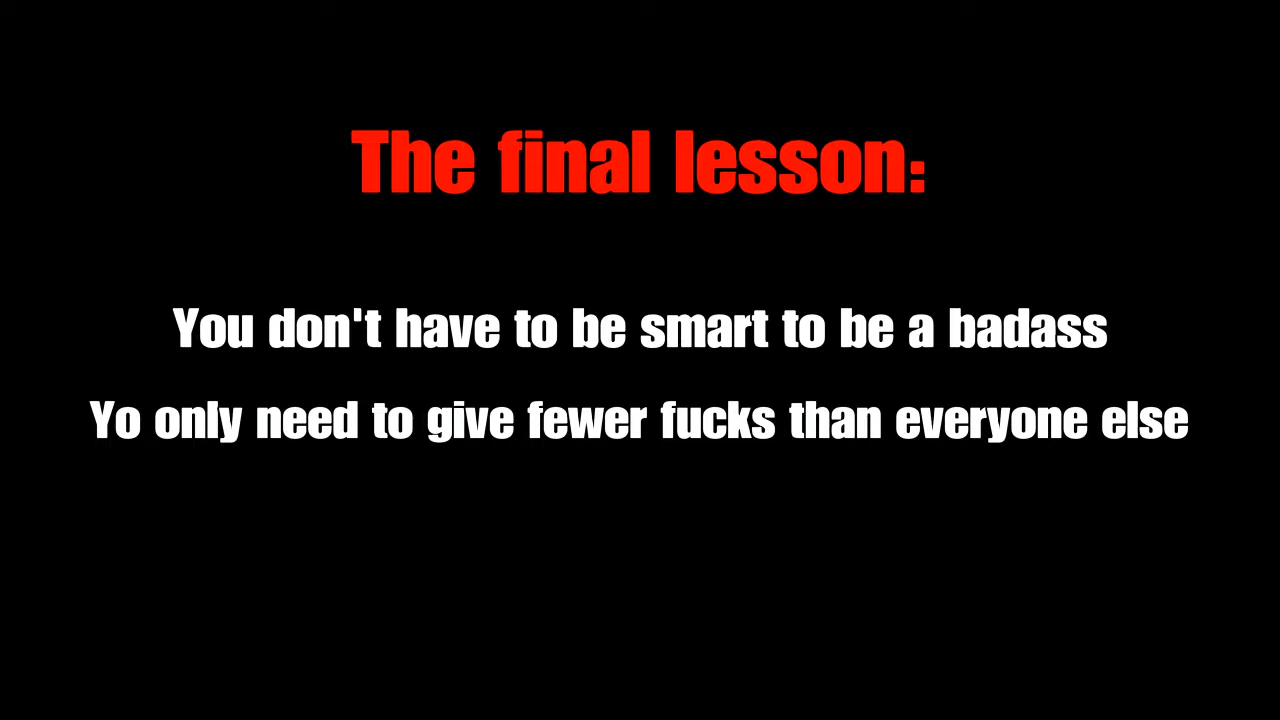 The final lesson:
You don't have to be smart to be a badass
Yo only need to give fewer fucks than everyone else